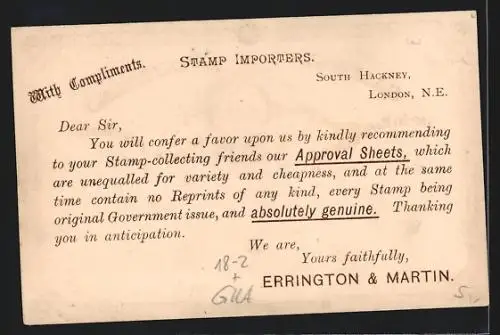 With Compliments.
STAMP IMPORTERS.
SOUTH HACKNEY,
LONDON, N.E.
Dear Sir,
You will confer a favor upon us by kindly recommending
to your Stamp-collecting friends our Approval Sheets, which
are unequalled for variety and cheapness, and at the same
time contain no Reprints of any kind, every Stamp being
original Government issue, and absolutely genuine. Thanking
you in anticipation.
We are,
Yours faithfully,
ERRINGTON & MARTIN.
18-2
+